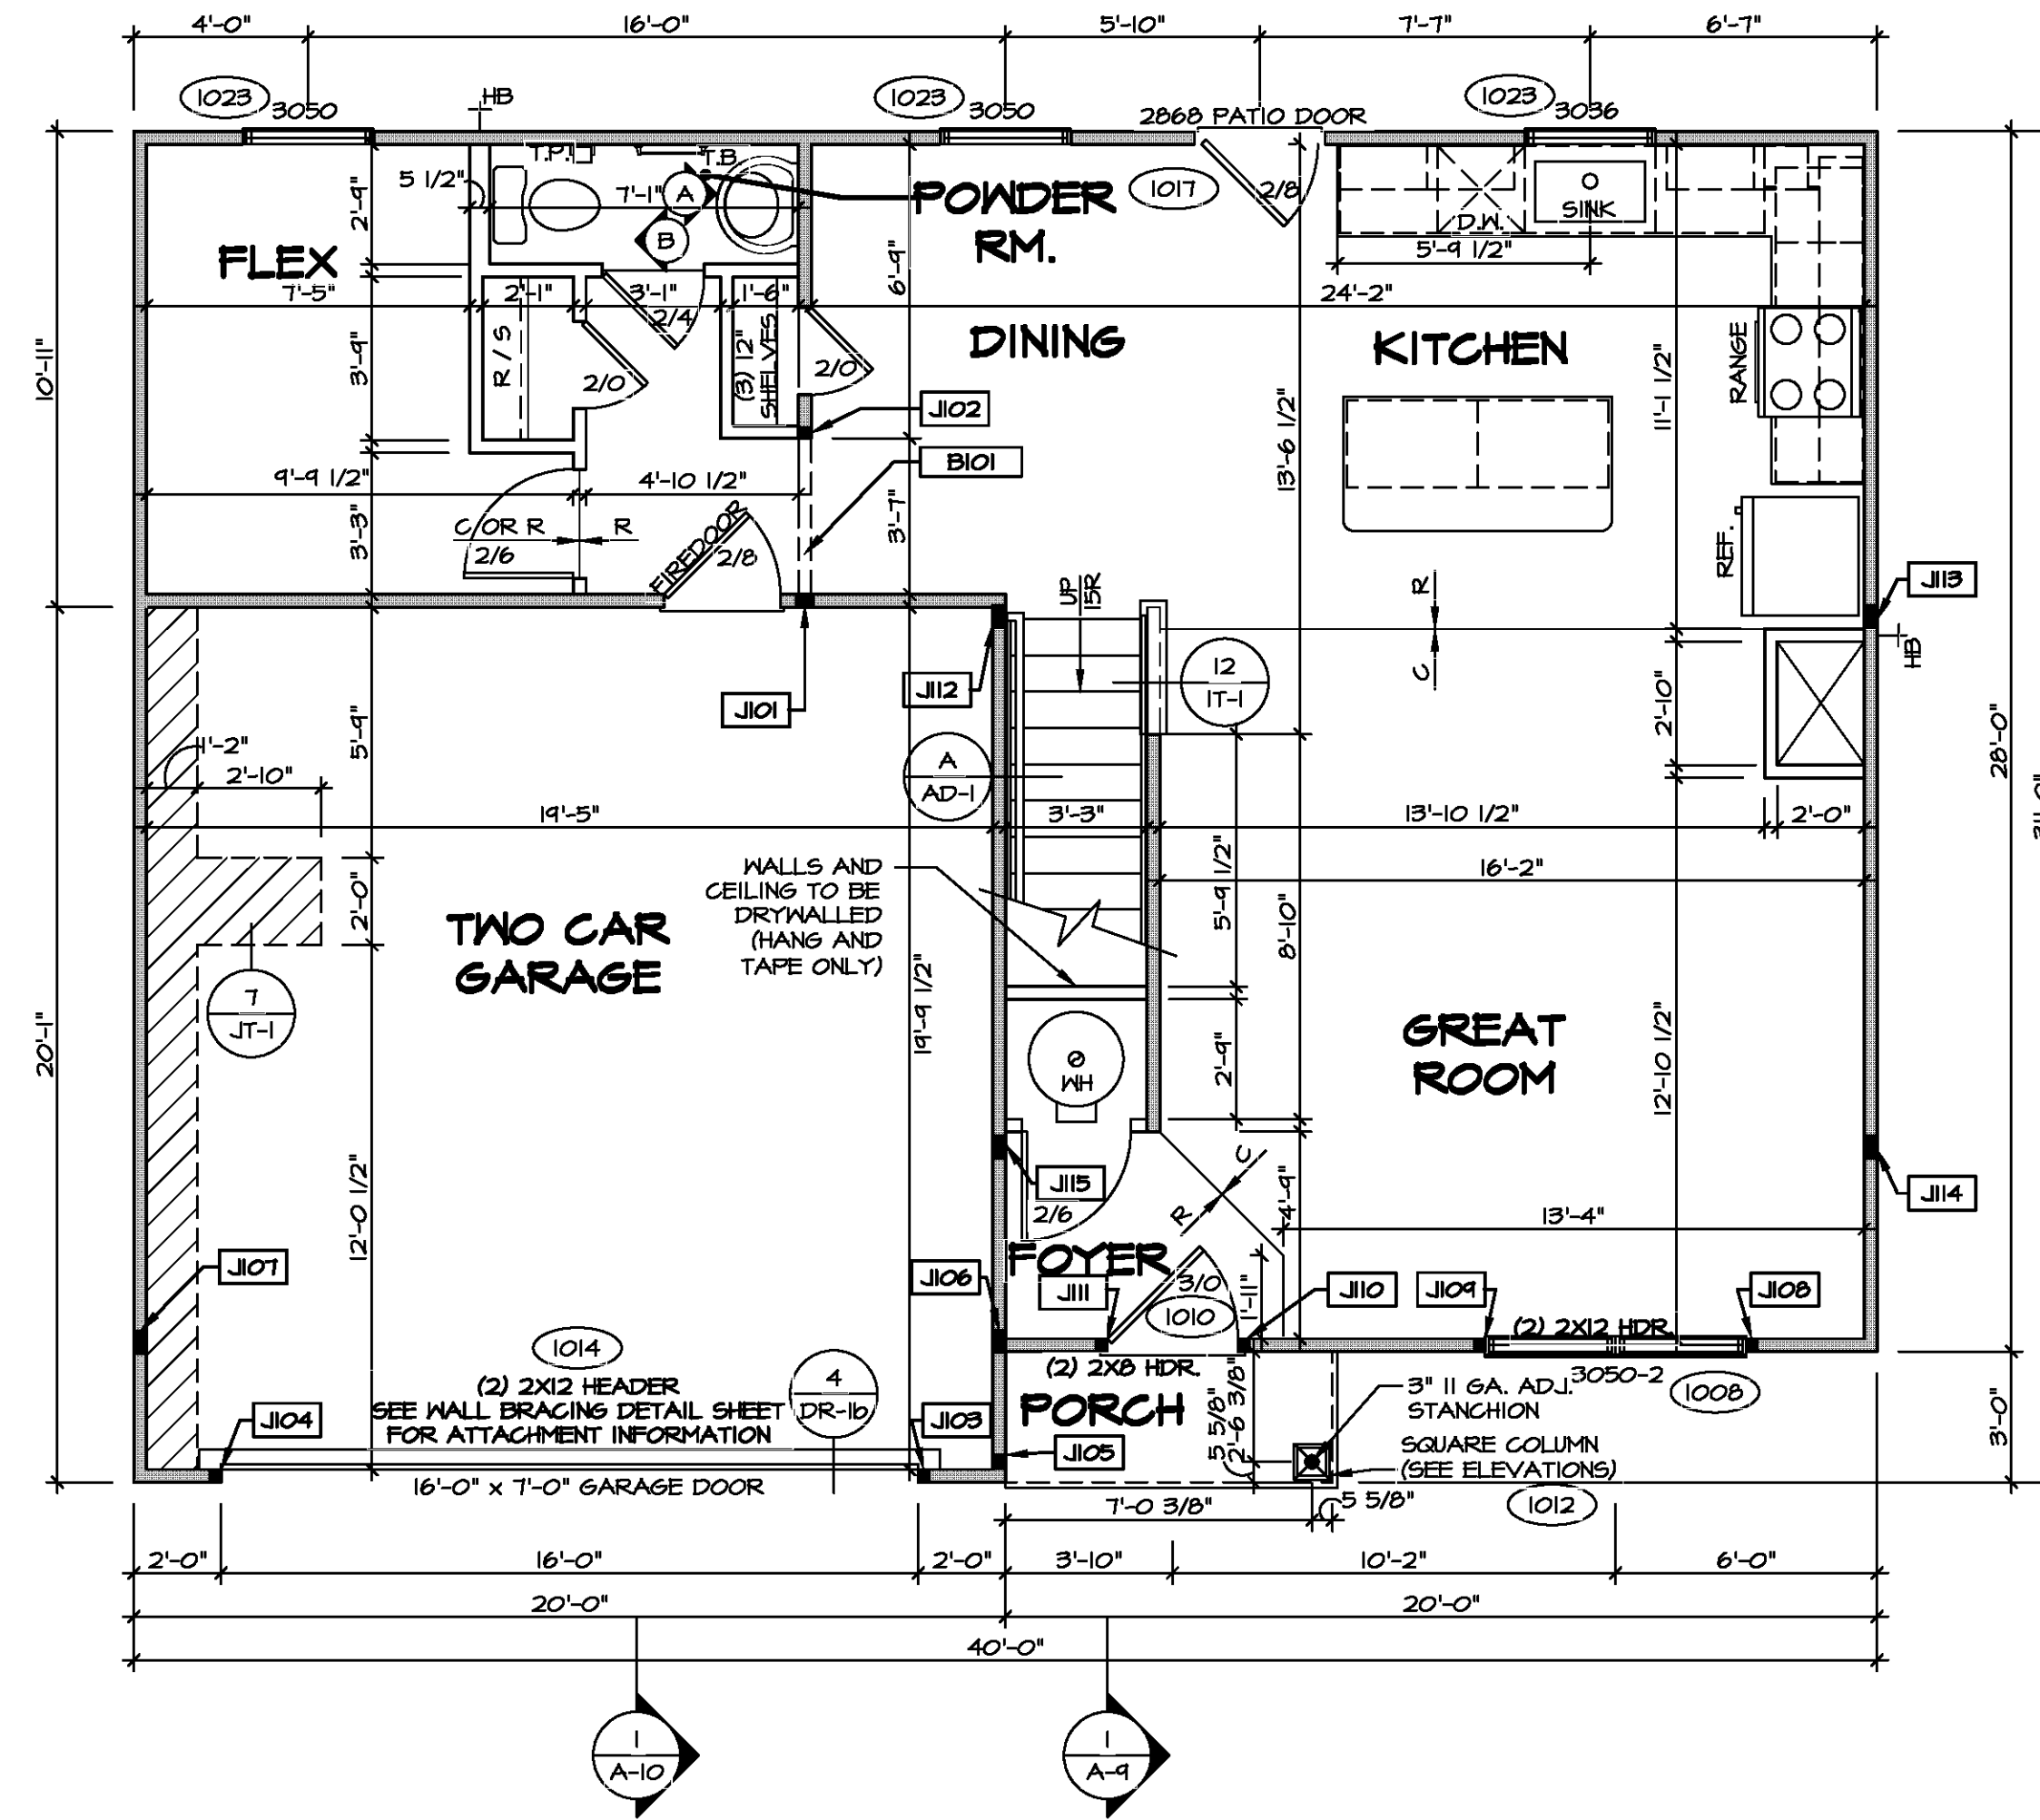 4'-0" 16'-0" 5'-10" 7'-7" 6'-7"
1023 3050 HB 1023 3050 2868 PATIO DOOR 1023 3036
T.P. T.B.
5 1/2" 2'-9" 7'-1" A POWDER 1017 2/8 SINK
B RM. D.W.
FLEX 6'-9" 5'-9 1/2"
7'-5" 2'-1" 3'-1" 1'-6" 24'-2"
2/4
DINING KITCHEN RANGE
10'-11" 3'-9" R / S 2/0 (3) 12" SHELVES 2/0 11'-1 1/2"
J102
13'-6 1/2"
B101
9'-9 1/2" 4'-10 1/2"
3'-3" C OR R R 3'-7"
2/6 FIREDOOR 2/8 REF.
UP 15R R J113
C HB
12
1T-1
J101 J112
5'-9" 2'-10" 28'-0"
1'-2" A
2'-10" AD-1
19'-5" 3'-3" 13'-10 1/2" 2'-0"
31'-0"
WALLS AND 16'-2"
CEILING TO BE
DRYWALLED
(HANG AND
TAPE ONLY)
2'-0" 5'-9 1/2" 8'-10"
TWO CAR
GARAGE
7
JT-1
19'-9 1/2"
20'-1" GREAT
ROOM
2'-9" 12'-10 1/2"
WH
12'-0 1/2" J115 C R 4'-9" J114
2/6 13'-4"
J107 FOYER
J106 J111 3/0 1'-11" J110 J109 J108
1010
1014 (2) 2X12 HDR.
(2) 2X12 HEADER (2) 2X8 HDR. 3050-2 1008
SEE WALL BRACING DETAIL SHEET
FOR ATTACHMENT INFORMATION
4
DR-1b
J104 J103 J105 PORCH
5 5/8" 2'-6 3/8"
3" 11 GA. ADJ.
STANCHION
SQUARE COLUMN
(SEE ELEVATIONS)
3'-0"
16'-0" x 7'-0" GARAGE DOOR 7'-0 3/8" 5 5/8" 1012
2'-0" 16'-0" 2'-0" 3'-10" 10'-2" 6'-0"
20'-0" 20'-0"
40'-0"
1 1
A-10 A-9